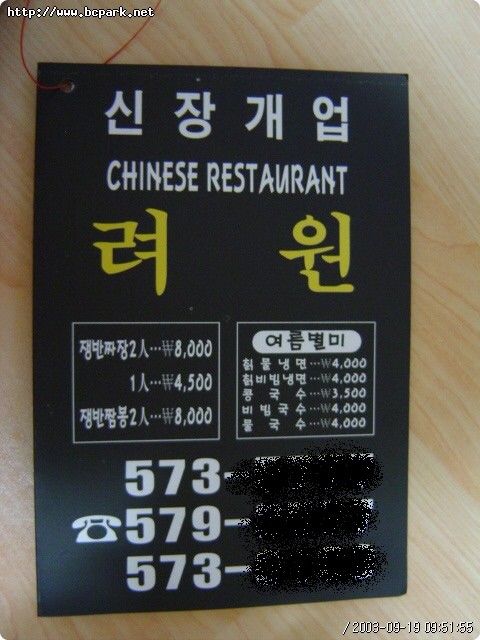 http://www.bcpark.net
신장개업
CHINESE RESTAURANT
려 원
쟁반짜장2人···₩8,000
1人···₩4,500
쟁반짬뽕2人···₩8,000
여름별미
칡물냉면···₩4,000
칡비빔냉면···₩4,000
콩국수···₩3,500
비빔국수···₩4,000
물국수···₩4,000
573-
☎579-
573-
/2003-09-19 09:51:55